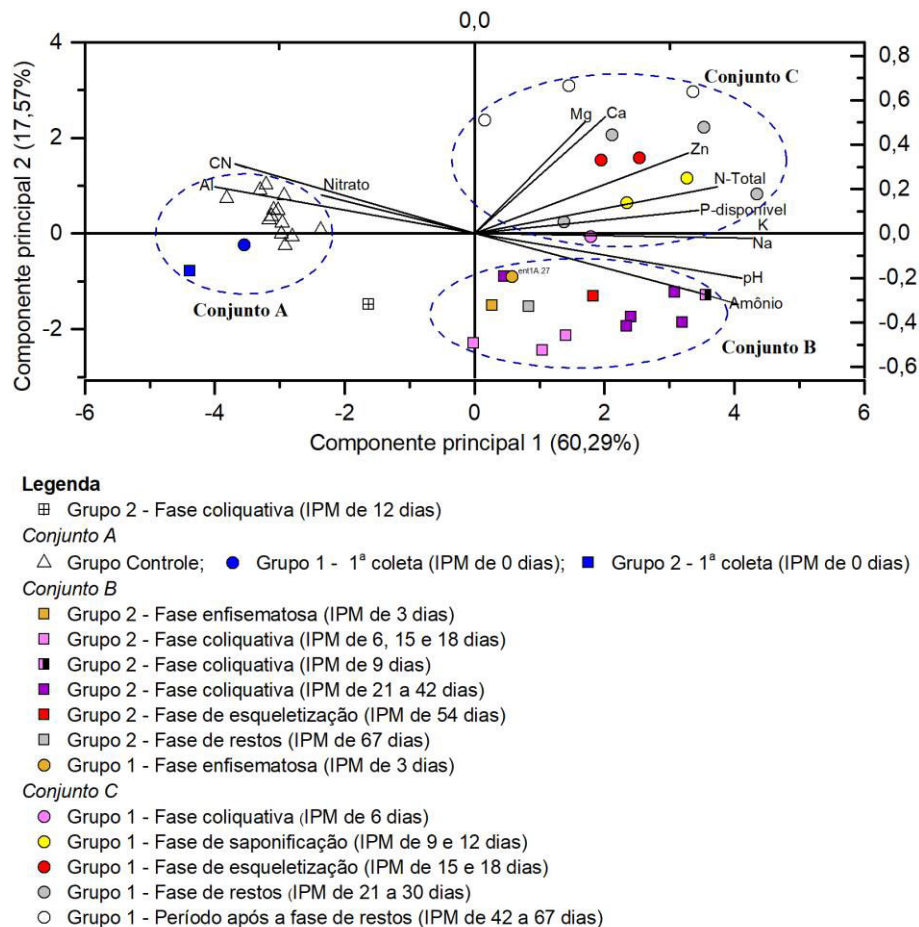 0,0
4
2
0
-2
0,8
0,6
0,4
0,2
0,0
-0,2
-0,4
-0,6
Componente principal 2 (17,57%)
Conjunto C
Mg
Ca
Zn
CN
Al
Nitrato
N-Total
P-disponível
K
Na
pH
Amônio
ent1A.27
Conjunto A
Conjunto B
-6
-4
-2
0
2
4
6
Componente principal 1 (60,29%)
Legenda
Grupo 2 - Fase coliquativa (IPM de 12 dias)
Conjunto A
Grupo Controle; Grupo 1 - 1ª coleta (IPM de 0 dias); Grupo 2 - 1ª coleta (IPM de 0 dias)
Conjunto B
Grupo 2 - Fase enfisematosa (IPM de 3 dias)
Grupo 2 - Fase coliquativa (IPM de 6, 15 e 18 dias)
Grupo 2 - Fase coliquativa (IPM de 9 dias)
Grupo 2 - Fase coliquativa (IPM de 21 a 42 dias)
Grupo 2 - Fase de esqueletização (IPM de 54 dias)
Grupo 2 - Fase de restos (IPM de 67 dias)
Grupo 1 - Fase enfisematosa (IPM de 3 dias)
Conjunto C
Grupo 1 - Fase coliquativa (IPM de 6 dias)
Grupo 1 - Fase de saponificação (IPM de 9 e 12 dias)
Grupo 1 - Fase de esqueletização (IPM de 15 e 18 dias)
Grupo 1 - Fase de restos (IPM de 21 a 30 dias)
Grupo 1 - Período após a fase de restos (IPM de 42 a 67 dias)